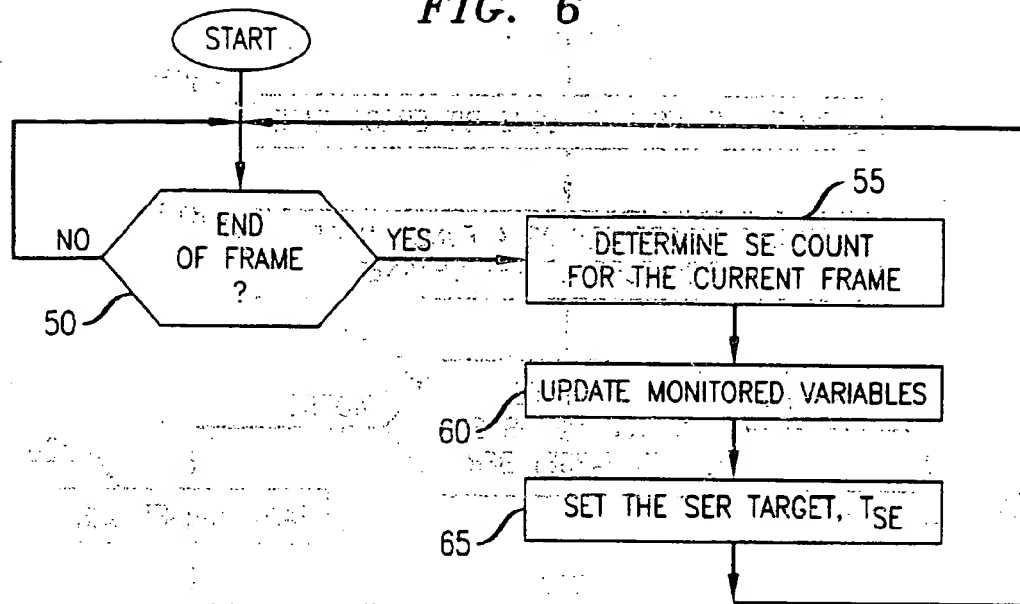 FIG. 6
START
END
OF FRAME
?
NO
YES
50
55
DETERMINE SE COUNT
FOR THE CURRENT FRAME
UPDATE MONITORED VARIABLES
60
SET THE SER TARGET, TSE
65